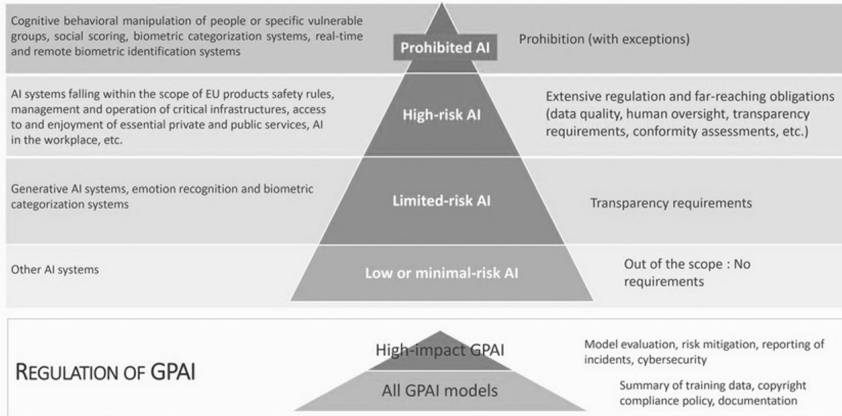 Cognitive behavioral manipulation of people or specific vulnerable
groups, social scoring, biometric categorization systems, real-time
and remote biometric identification systems
Prohibited AI
Prohibition (with exceptions)
AI systems falling within the scope of EU products safety rules,
management and operation of critical infrastructures, access
to and enjoyment of essential private and public services, AI
in the workplace, etc.
High-risk AI
Extensive regulation and far-reaching obligations
(data quality, human oversight, transparency
requirements, conformity assessments, etc.)
Generative AI systems, emotion recognition and biometric
categorization systems
Limited-risk AI
Transparency requirements
Other AI systems
Low or minimal-risk AI
Out of the scope : No
requirements
REGULATION OF GPAI
High-impact GPAI
Model evaluation, risk mitigation, reporting of
incidents, cybersecurity
All GPAI models
Summary of training data, copyright
compliance policy, documentation